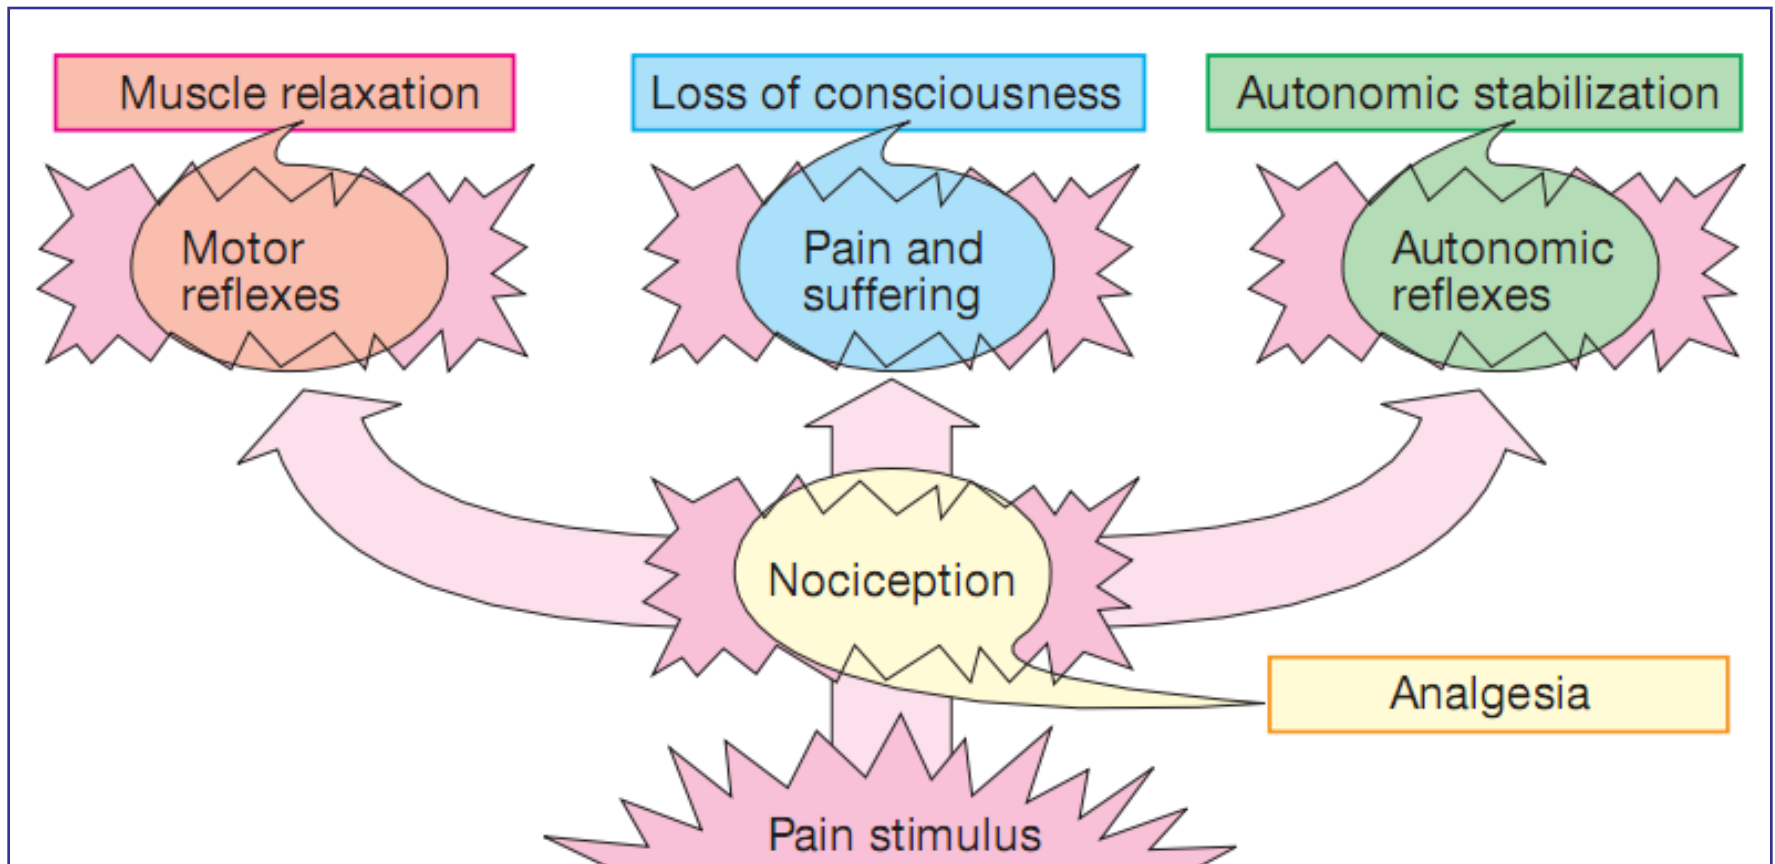 Muscle relaxation
Loss of consciousness
Autonomic stabilization
Motor
reflexes
Pain and
suffering
Autonomic
reflexes
Nociception
Analgesia
Pain stimulus